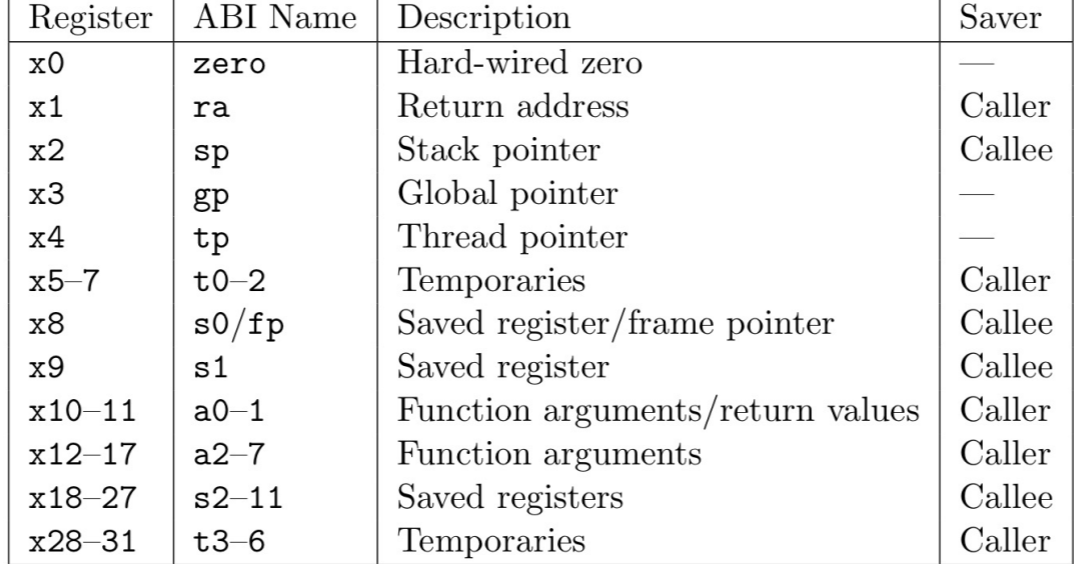 Register ABI Name Description Saver
x0 zero Hard-wired zero —
x1 ra Return address Caller
x2 sp Stack pointer Callee
x3 gp Global pointer —
x4 tp Thread pointer —
x5–7 t0–2 Temporaries Caller
x8 s0/fp Saved register/frame pointer Callee
x9 s1 Saved register Callee
x10–11 a0–1 Function arguments/return values Caller
x12–17 a2–7 Function arguments Caller
x18–27 s2–11 Saved registers Callee
x28–31 t3–6 Temporaries Caller